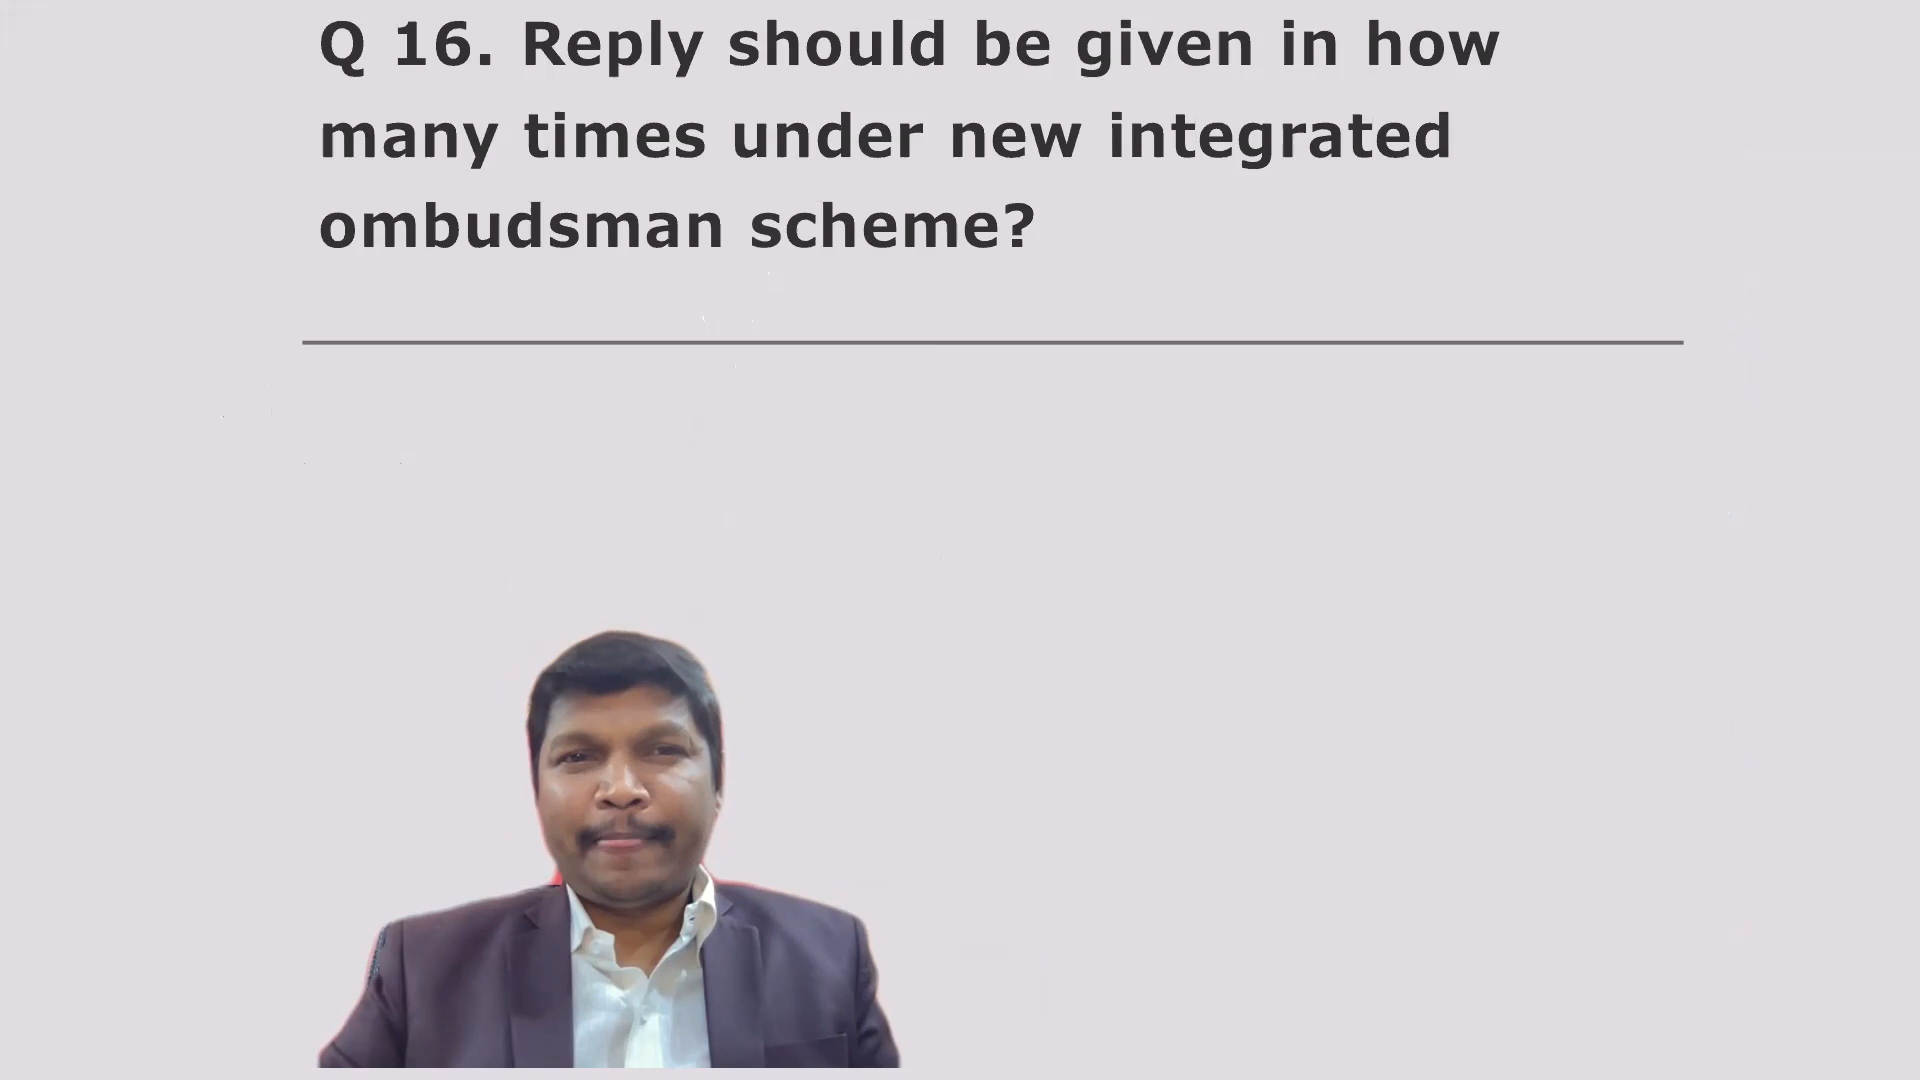 Q 16. Reply should be given in how
many times under new integrated
ombudsman scheme?